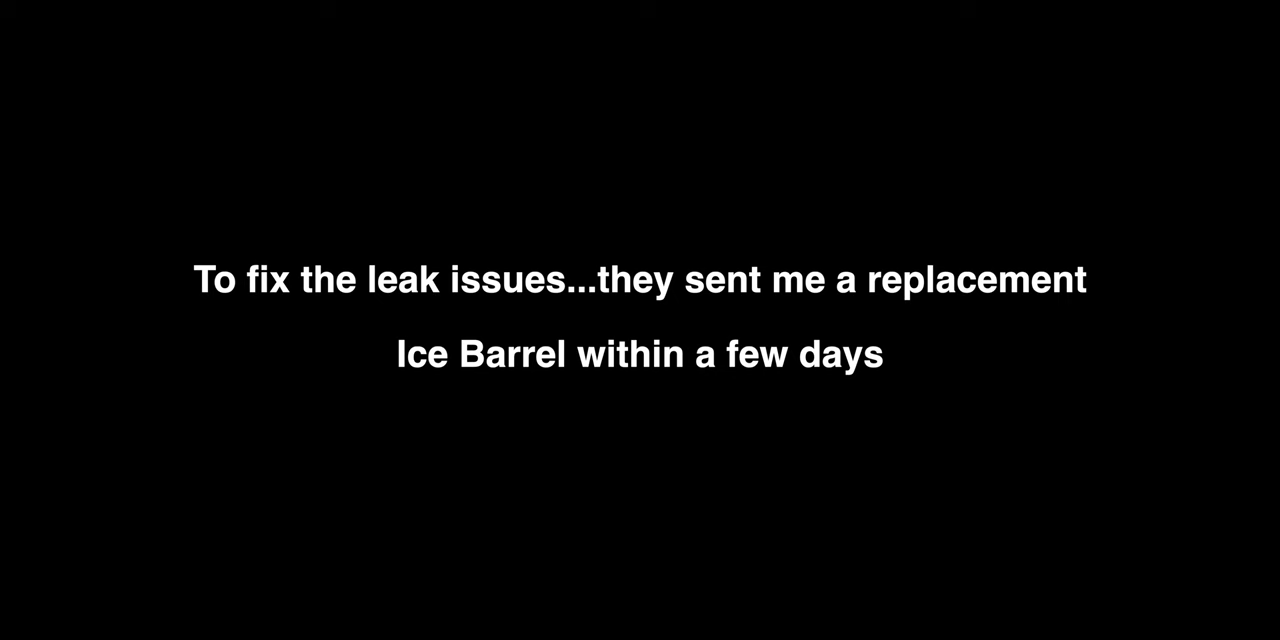 To fix the leak issues...they sent me a replacement
Ice Barrel within a few days